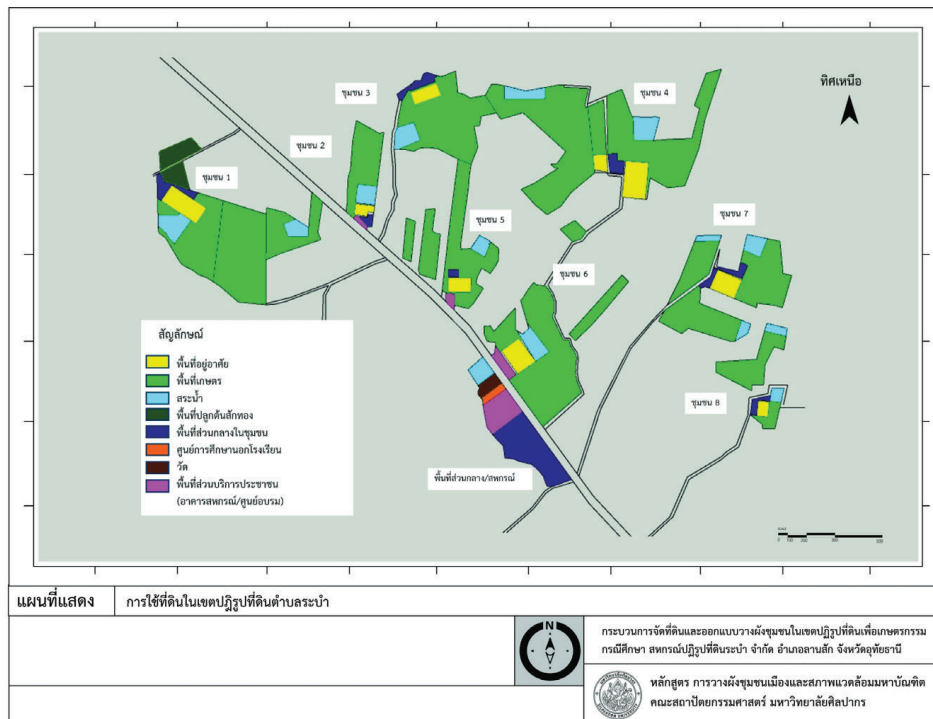 ทิศเหนือ
ชุมชน 3
ชุมชน 4
ชุมชน 2
ชุมชน 1
ชุมชน 5
ชุมชน 7
ชุมชน 6
ชุมชน 8
พื้นที่ส่วนกลาง/สหกรณ์
สัญลักษณ์
พื้นที่อยู่อาศัย
พื้นที่เกษตร
สระน้ำ
พื้นที่ปลูกต้นสักทอง
พื้นที่ส่วนกลางในชุมชน
ศูนย์การศึกษานอกโรงเรียน
วัด
พื้นที่ส่วนบริการประชาชน
(อาคารสหกรณ์/ศูนย์อบรม)
แผนที่แสดง
การใช้ที่ดินในเขตปฎิรูปที่ดินตำบลระบำ
N
กระบวนการจัดที่ดินและออกแบบวางผังชุมชนในเขตปฏิรูปที่ดินเพื่อเกษตรกรรม
กรณีศึกษา สหกรณ์ปฏิรูปที่ดินระบำ จำกัด อำเภอลานสัก จังหวัดอุทัยธานี
หลักสูตร การวางผังชุมชนเมืองและสภาพแวดล้อมมหาบัณฑิต
คณะสถาปัตยกรรมศาสตร์ มหาวิทยาลัยศิลปากร